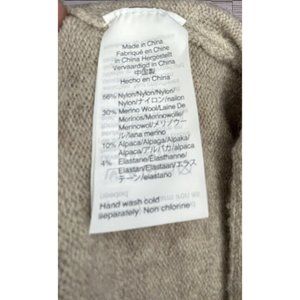 Made in China
Fabriqué en Chine
in China Hergestellt
Vervaardigd in China
中国製
Hecho en China
56% Nylon/Nylon/Nylon/
Nylon/ナイロン/nailon
30% Merino Wool/Laine De
Merinos/Merinowolle/
Merinowol/メリノウー
ル/lana merino
10% Alpaca/Alpaga/Alpaka/
Alpaca/アルパカ/alpaca
4% Elastane/Elasthanne/
Elastan/Elastaan/エラス
テーン/elastano
Hand wash cold
separately. Non chlorine